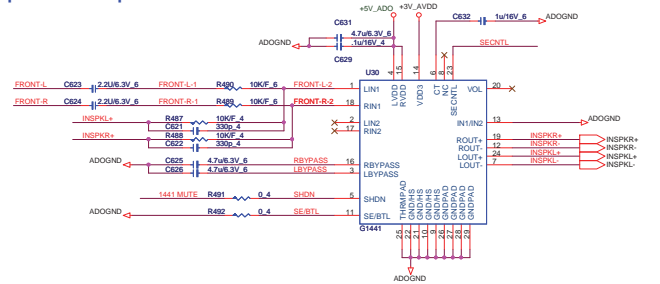 +5V_ADO
+3V_AVDD
C631
4.7u/6.3V_6
.1u/16V_4
C629
ADOGND
C632
1u/16V_6
ADOGND
SECNTL
U30
4
15
14
6
8
23
LVDD
RVDD
VDD3
CT
NC
SECNTL
FRONT-L
C623
2.2U/6.3V_6
FRONT-L-1
R490
10K/F_6
FRONT-L-2
1
LIN1
VOL
20
FRONT-R
C624
2.2U/6.3V_6
FRONT-R-1
R489
10K/F_6
FRONT-R-2
18
RIN1
INSPKL+
R487
10K/F_4
C621
330p_4
2
LIN2
IN1/IN2
13
ADOGND
INSPKR+
R488
10K/F_4
C622
330p_4
17
RIN2
ROUT+
19
INSPKR+
INSPKR+
ROUT-
12
INSPKR-
INSPKR-
LOUT+
24
INSPKL+
INSPKL+
LOUT-
7
INSPKL-
INSPKL-
ADOGND
C625
4.7u/6.3V_6
RBYPASS
16
RBYPASS
C626
4.7u/6.3V_6
LBYPASS
3
LBYPASS
1441 MUTE
R491
0_4
SHDN
5
SHDN
ADOGND
R492
0_4
SE/BTL
11
SE/BTL
THRMPAD
GND/HS
GND/HS
GND/HS
GND/HS
GNDPAD
GNDPAD
GNDPAD
GNDPAD
G1441
25
22
21
10
9
26
27
28
29
ADOGND